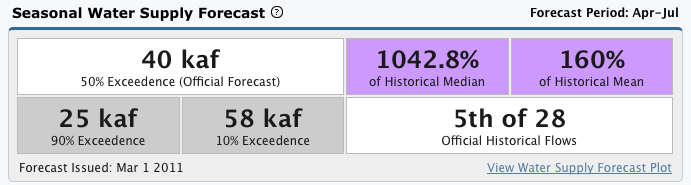 Seasonal Water Supply Forecast ?
Forecast Period: Apr-Jul
40 kaf
50% Exceedence (Official Forecast)
1042.8%
of Historical Median
160%
of Historical Mean
25 kaf
90% Exceedence
58 kaf
10% Exceedence
5th of 28
Official Historical Flows
Forecast Issued: Mar 1 2011
View Water Supply Forecast Plot